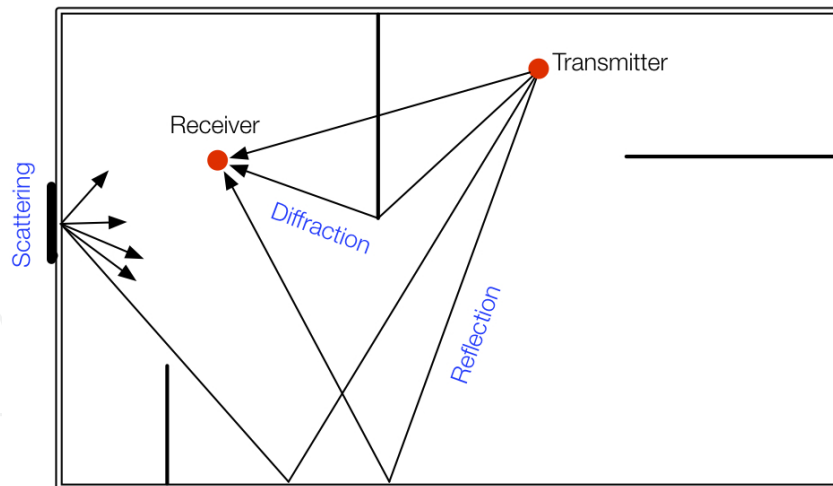 Transmitter
Receiver
Scattering
Diffraction
Reflection